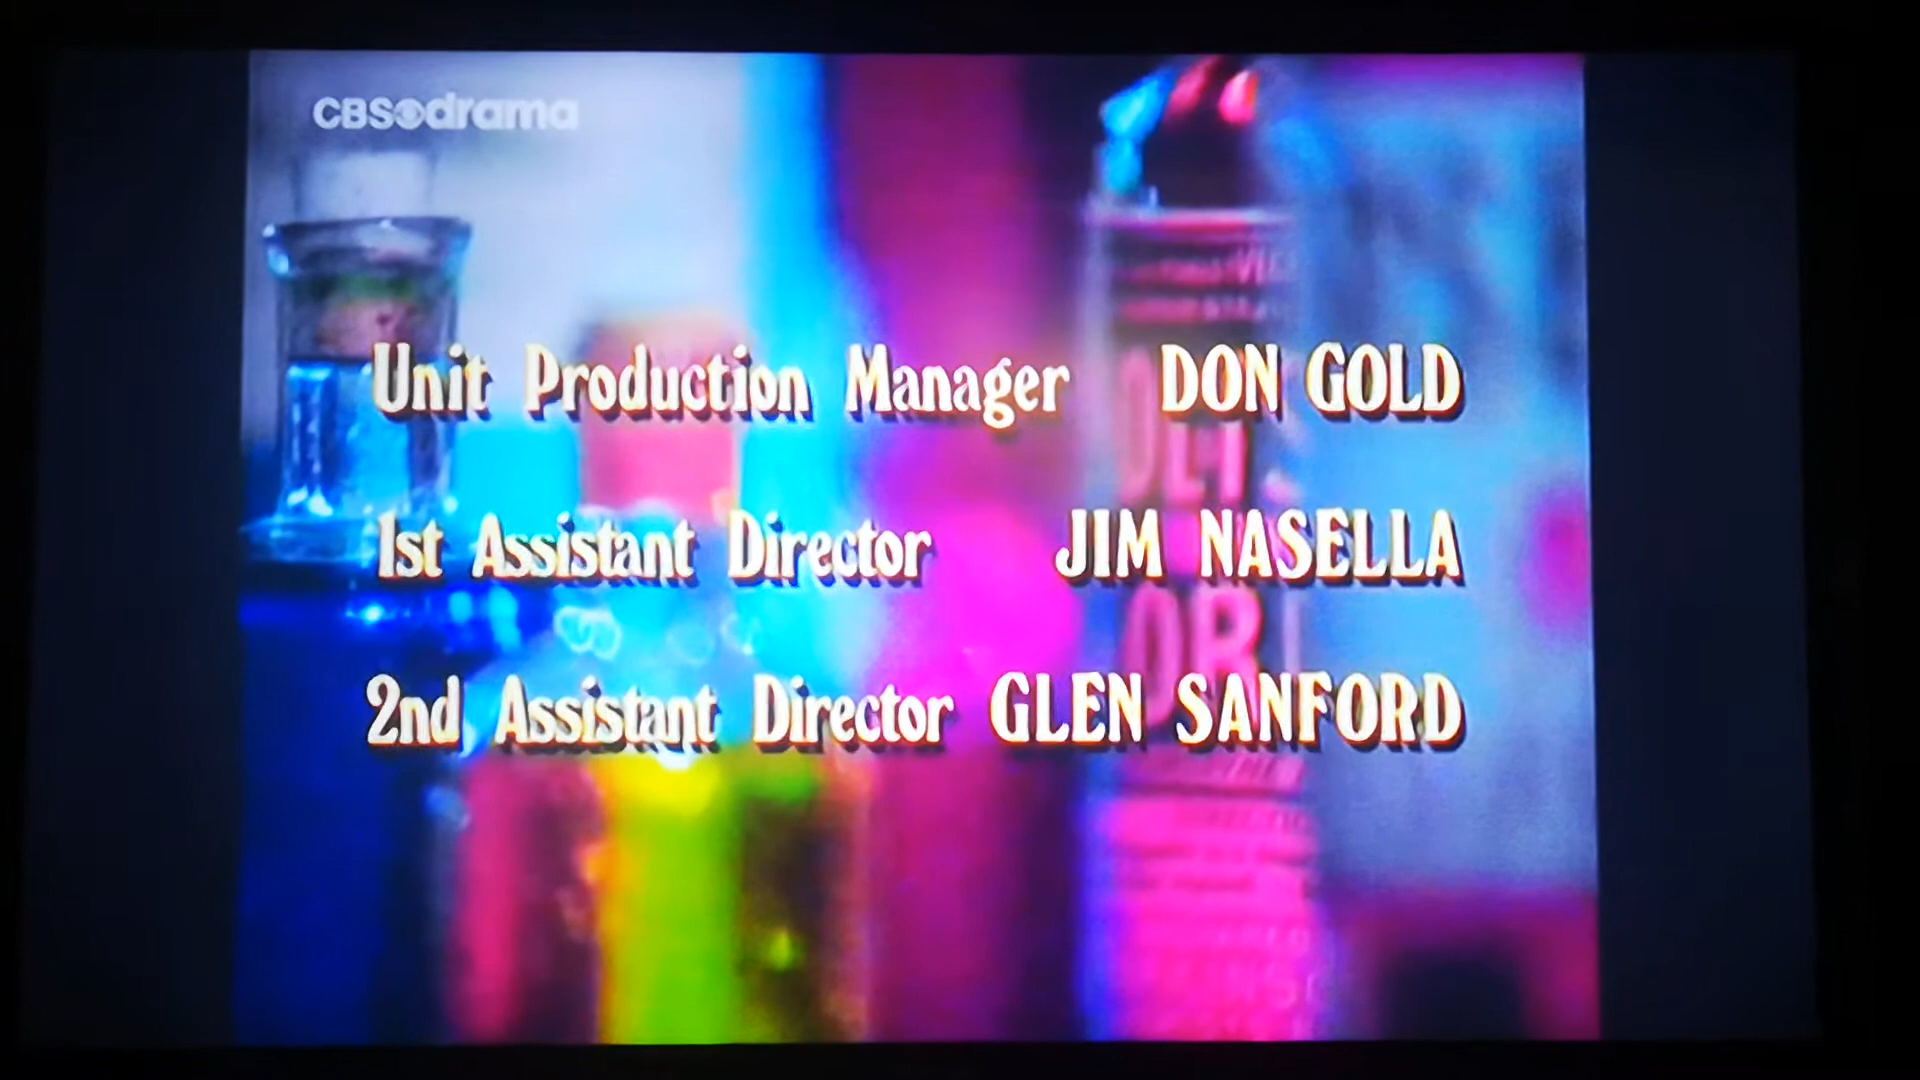 CBS drama
Unit Production Manager DON GOLD
1st Assistant Director JIM NASELLA
2nd Assistant Director GLEN SANFORD